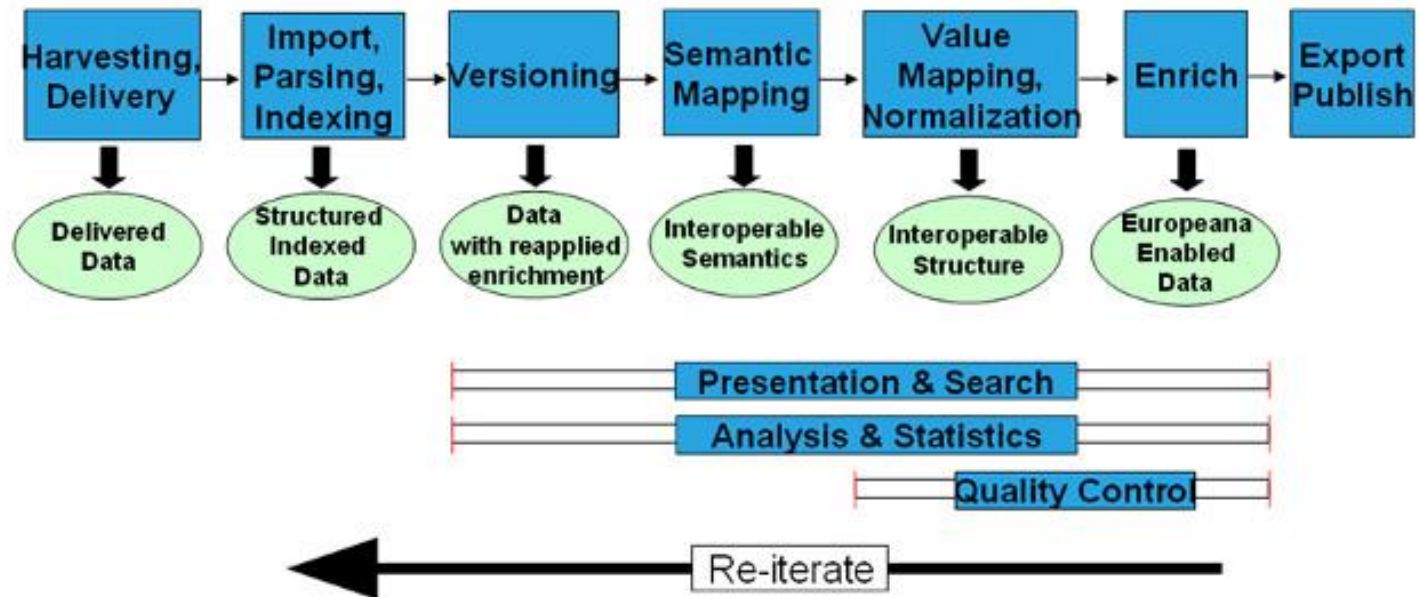 Harvesting,
Delivery
Import,
Parsing,
Indexing
Versioning
Semantic
Mapping
Value
Mapping,
Normalization
Enrich
Export
Publish
Delivered
Data
Structured
Indexed
Data
Data
with reapplied
enrichment
Interoperable
Semantics
Interoperable
Structure
Europeana
Enabled
Data
Presentation & Search
Analysis & Statistics
Quality Control
Re-iterate